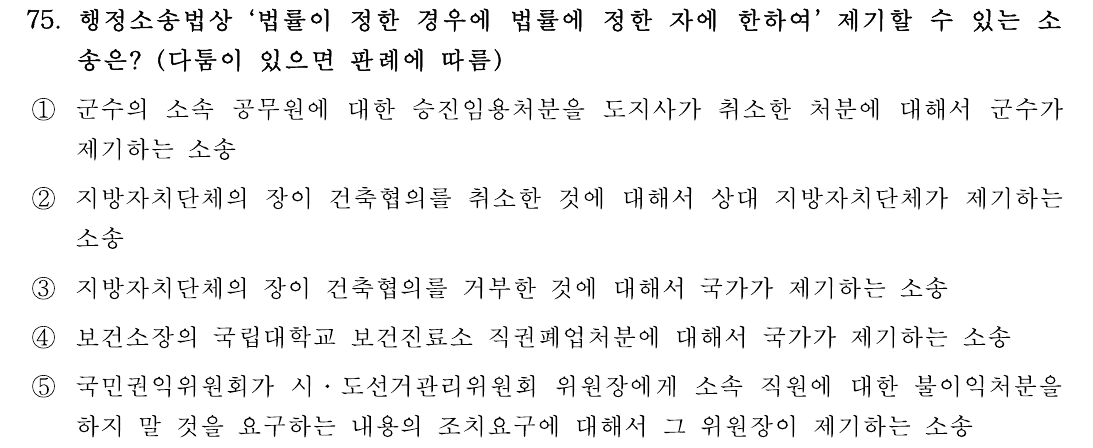 75. 행정소송법상 ‘법률이 정한 경우에 법률에 정한 자에 한하여’ 제기할 수 있는 소
송은? (다툼이 있으면 판례에 따름)
① 군수의 소속 공무원에 대한 승진임용처분을 도지사가 취소한 처분에 대해서 군수가
제기하는 소송
② 지방자치단체의 장이 건축협의를 취소한 것에 대해서 상대 지방자치단체가 제기하는
소송
③ 지방자치단체의 장이 건축협의를 거부한 것에 대해서 국가가 제기하는 소송
④ 보건소장의 국립대학교 보건진료소 직권폐업처분에 대해서 국가가 제기하는 소송
⑤ 국민권익위원회가 시·도선거관리위원회 위원장에게 소속 직원에 대한 불이익처분을
하지 말 것을 요구하는 내용의 조치요구에 대해서 그 위원장이 제기하는 소송